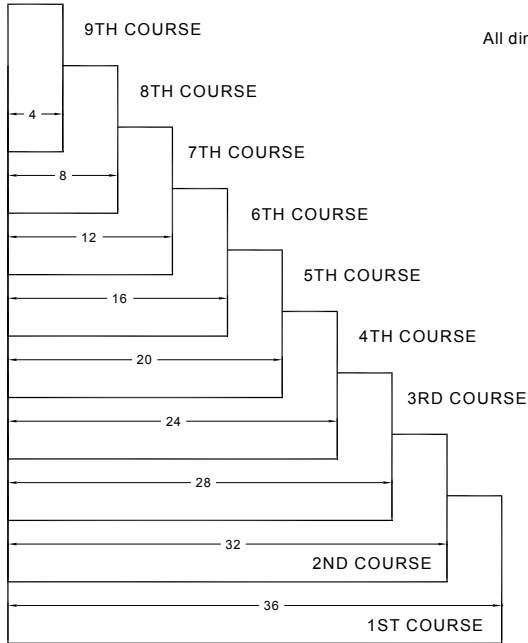 9TH COURSE
All dir
8TH COURSE
4
7TH COURSE
8
6TH COURSE
12
5TH COURSE
16
4TH COURSE
20
3RD COURSE
24
28
32
2ND COURSE
36
1ST COURSE